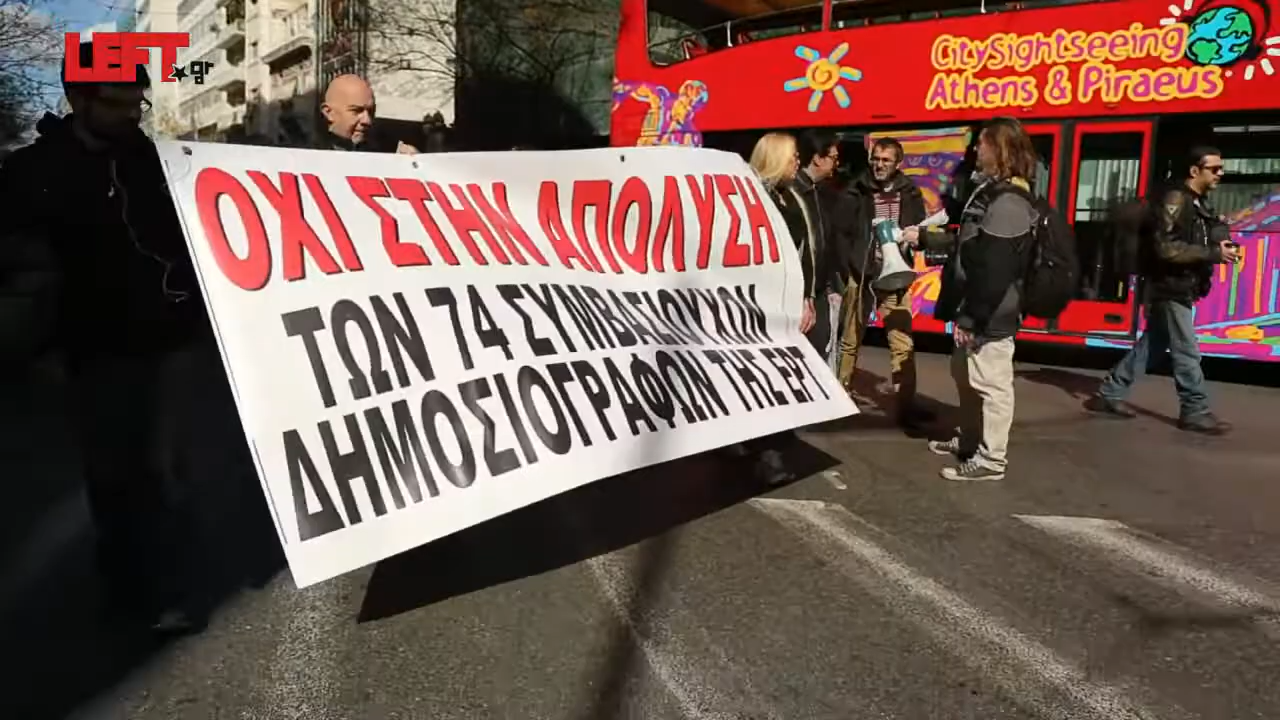 LEFT.gr
CitySightseeing
Athens & Piraeus
ΟΧΙ ΣΤΗΝ ΑΠΟΛΥΣΗ
ΤΩΝ 74 ΣΥΜΒΑΣΙΟΥΧΩΝ
ΔΗΜΟΣΙΟΓΡΑΦΩΝ ΤΗΣ ΕΡΤ